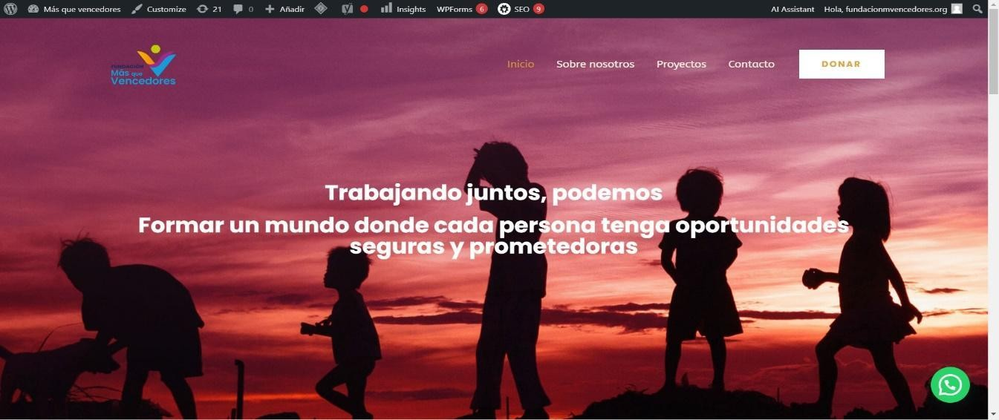 Más que vencedores Customize 21 0 Añadir Insights WPForms 6 SEO 9 AI Assistant Hola, fundacionmvencedores.org
FUNDACIÓN
Más que
Vencedores
Inicio Sobre nosotros Proyectos Contacto DONAR
Trabajando juntos, podemos
Formar un mundo donde cada persona tenga oportunidades
seguras y prometedoras